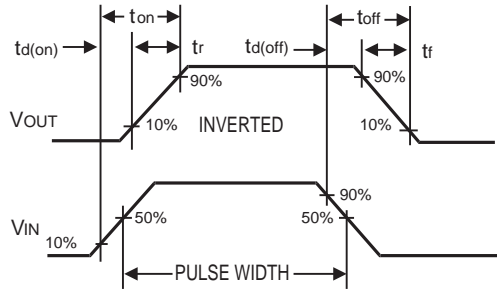 ton
toff
td(on)
tr
td(off)
tf
90%
90%
VOUT
10%
INVERTED
10%
90%
50%
50%
VIN
10%
PULSE WIDTH